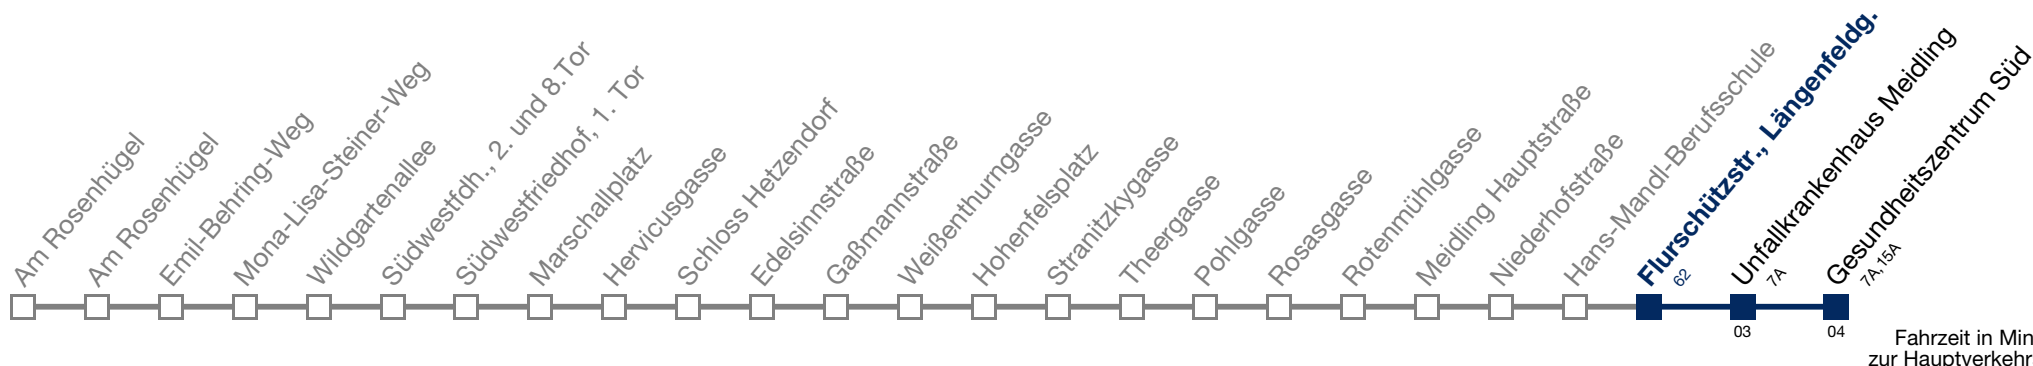 Am Rosenhügel
Am Rosenhügel
Emil-Behring-Weg
Mona-Lisa-Steiner-Weg
Wildgartenallee
Südwestfdh., 2. und 8.Tor
Südwestfriedhof, 1. Tor
Marschallplatz
Hervicusgasse
Schloss Hetzendorf
Edelsinnstraße
Gaßmannstraße
Weißenthurngasse
Hohenfelsplatz
Stranitzkygasse
Theergasse
Pohlgasse
Rosasgasse
Rotenmühlgasse
Meidling Hauptstraße
Niederhofstraße
Hans-Mandl-Berufsschule
Flurschützstr., Längenfeldg.
62
Unfallkrankenhaus Meidling
7A
Gesundheitszentrum Süd
7A,15A
03
04
Fahrzeit in Min
zur Hauptverkehr